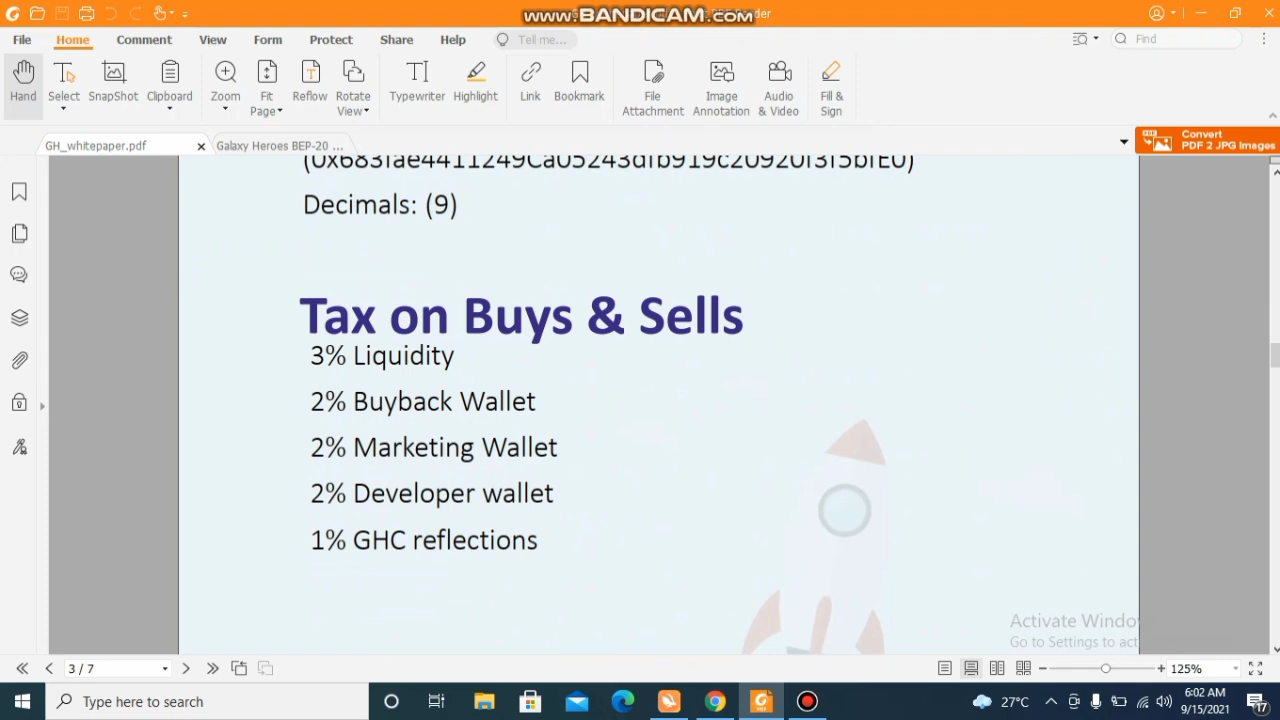 www.BANDICAM.com
der
File Home Comment View Form Protect Share Help Tell me... Find
Hand Select SnapShot Clipboard Zoom Fit Page Reflow Rotate View Typewriter Highlight Link Bookmark File Attachment Image Annotation Audio & Video Fill & Sign
GH_whitepaper.pdf Galaxy Heroes BEP-20 ... Convert
PDF 2 JPG Images
Decimals: (9)
Tax on Buys & Sells
3% Liquidity
2% Buyback Wallet
2% Marketing Wallet
2% Developer wallet
1% GHC reflections
Activate Windo
Go to Settings to act
3 / 7 125%
Type here to search 27°C 6:02 AM
9/15/2021 17